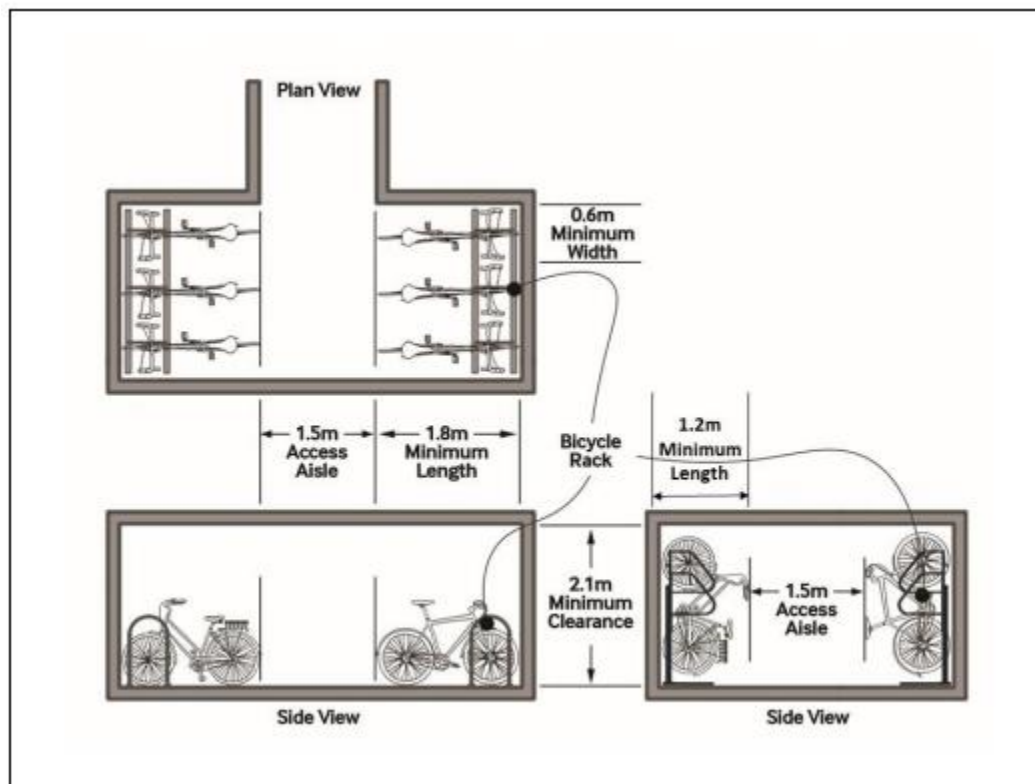 Plan View
0.6m
Minimum
Width
1.5m
Access
Aisle
1.8m
Minimum
Length
Bicycle
Rack
1.2m
Minimum
Length
2.1m
Minimum
Clearance
1.5m
Access
Aisle
Side View
Side View